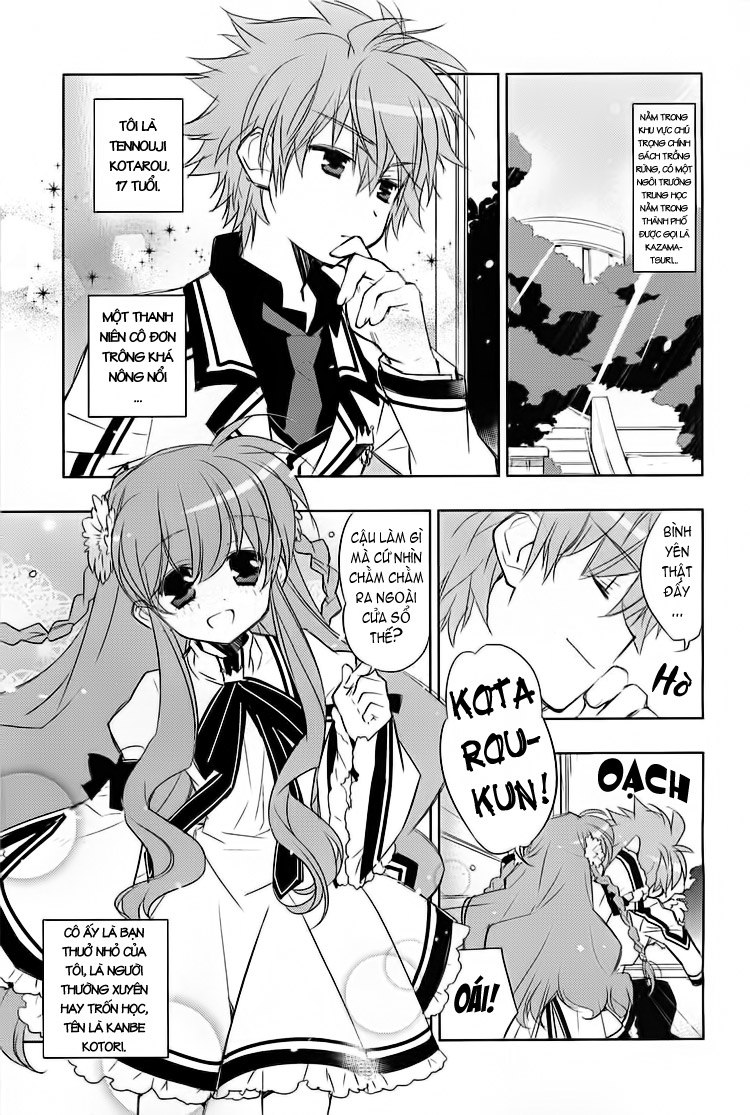 NẰM TRONG
KHU VỰC CHÚ
TRỌNG CHÍNH
SÁCH TRỒNG
RỪNG, CÓ MỘT
NGÔI TRƯỜNG
TRUNG HỌC
NẰM TRONG
THÀNH PHỐ
ĐƯỢC GỌI LÀ
KAZAMA-
TSURI...
TÔI LÀ
TENNOUJI
KOTAROU.
17 TUỔI.
MỘT THANH
NIÊN CÔ ĐƠN
TRÔNG KHÁ
NÔNG NỔI
...
BÌNH
YÊN
THẬT
ĐẤY
...
Hờ
KOTA
ROU-
KUN!
OẠCH
OÁI!
CẬU LÀM GÌ
MÀ CỨ NHÌN
CHẰM CHẰM
RA NGOÀI
CỬA SỔ
THẾ?
CÔ ẤY LÀ BẠN
THUỞ NHỎ CỦA
TÔI, LÀ NGƯỜI
THƯỜNG XUYÊN
HAY TRỐN HỌC,
TÊN LÀ KANBE
KOTORI.